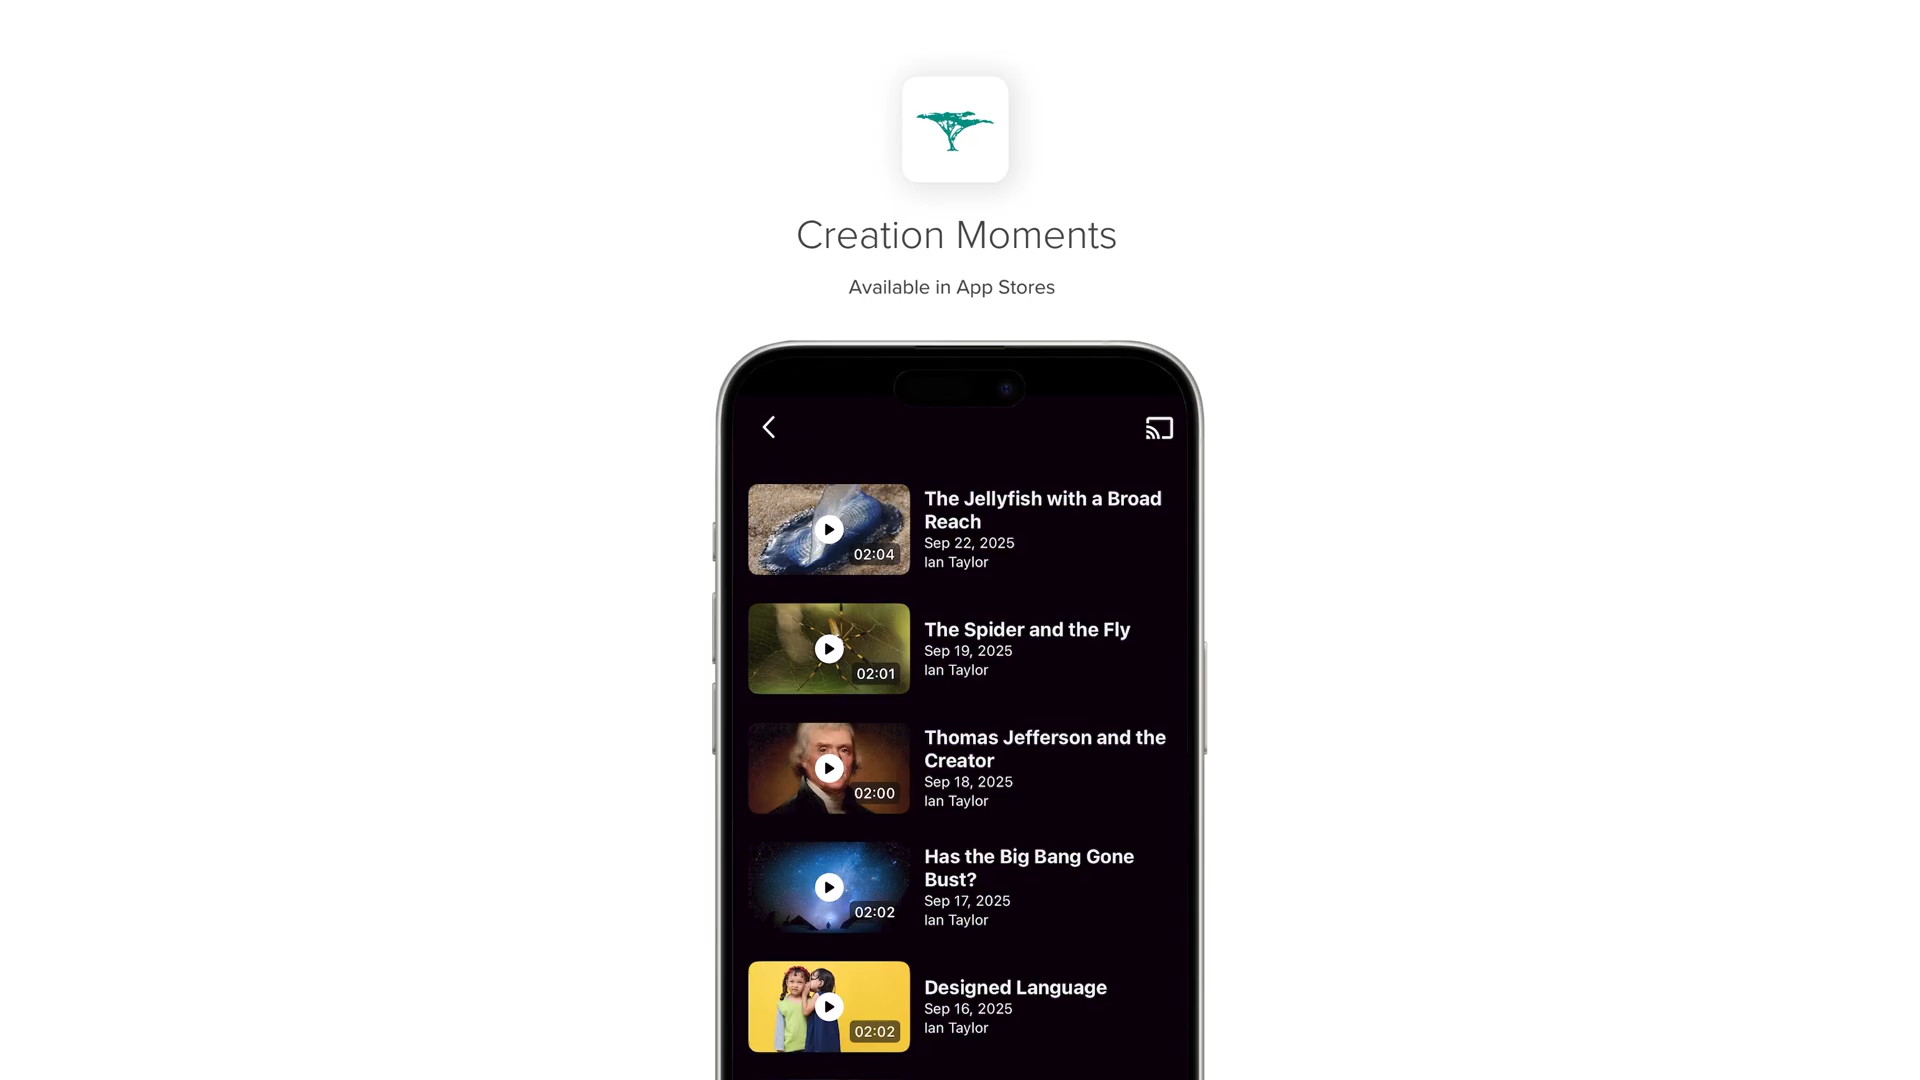 Creation Moments
Available in App Stores
The Jellyfish with a Broad
Reach
Sep 22, 2025
Ian Taylor
02:04
The Spider and the Fly
Sep 19, 2025
Ian Taylor
02:01
Thomas Jefferson and the
Creator
Sep 18, 2025
Ian Taylor
02:00
Has the Big Bang Gone
Bust?
Sep 17, 2025
Ian Taylor
02:02
Designed Language
Sep 16, 2025
Ian Taylor
02:02